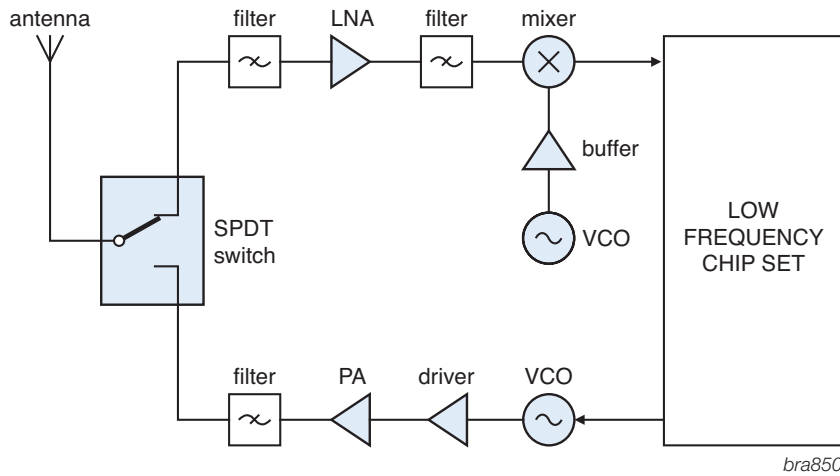 antenna
filter
LNA
filter
mixer
buffer
SPDT
switch
VCO
LOW
FREQUENCY
CHIP SET
filter
PA
driver
VCO
bra850